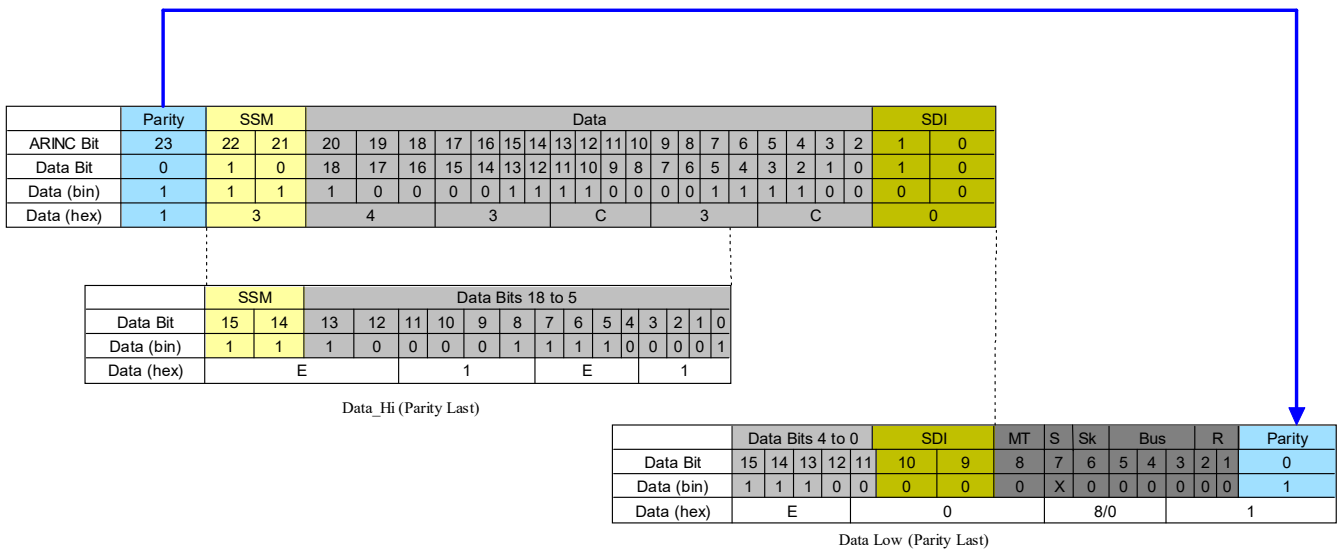 Parity SSM Data SDI
ARINC Bit 23 22 21 20 19 18 17 16 15 14 13 12 11 10 9 8 7 6 5 4 3 2 1 0
Data Bit 0 1 0 18 17 16 15 14 13 12 11 10 9 8 7 6 5 4 3 2 1 0 1 0
Data (bin) 1 1 1 1 0 0 0 0 1 1 1 1 0 0 0 0 1 1 1 1 0 0 0 0
Data (hex) 1 3 4 3 C 3 C 0
SSM Data Bits 18 to 5
Data Bit 15 14 13 12 11 10 9 8 7 6 5 4 3 2 1 0
Data (bin) 1 1 1 0 0 0 0 1 1 1 1 0 0 0 0 1
Data (hex) E 1 E 1
Data_Hi (Parity Last)
Data Bits 4 to 0 SDI MT S Sk Bus R Parity
Data Bit 15 14 13 12 11 10 9 8 7 6 5 4 3 2 1 0
Data (bin) 1 1 1 0 0 0 0 0 X 0 0 0 0 0 0 1
Data (hex) E 0 8/0 1
Data Low (Parity Last)